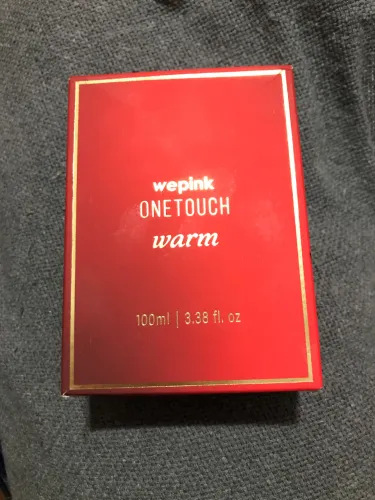 wepink
ONETOUCH
warm
100ml | 3.38 fl. oz